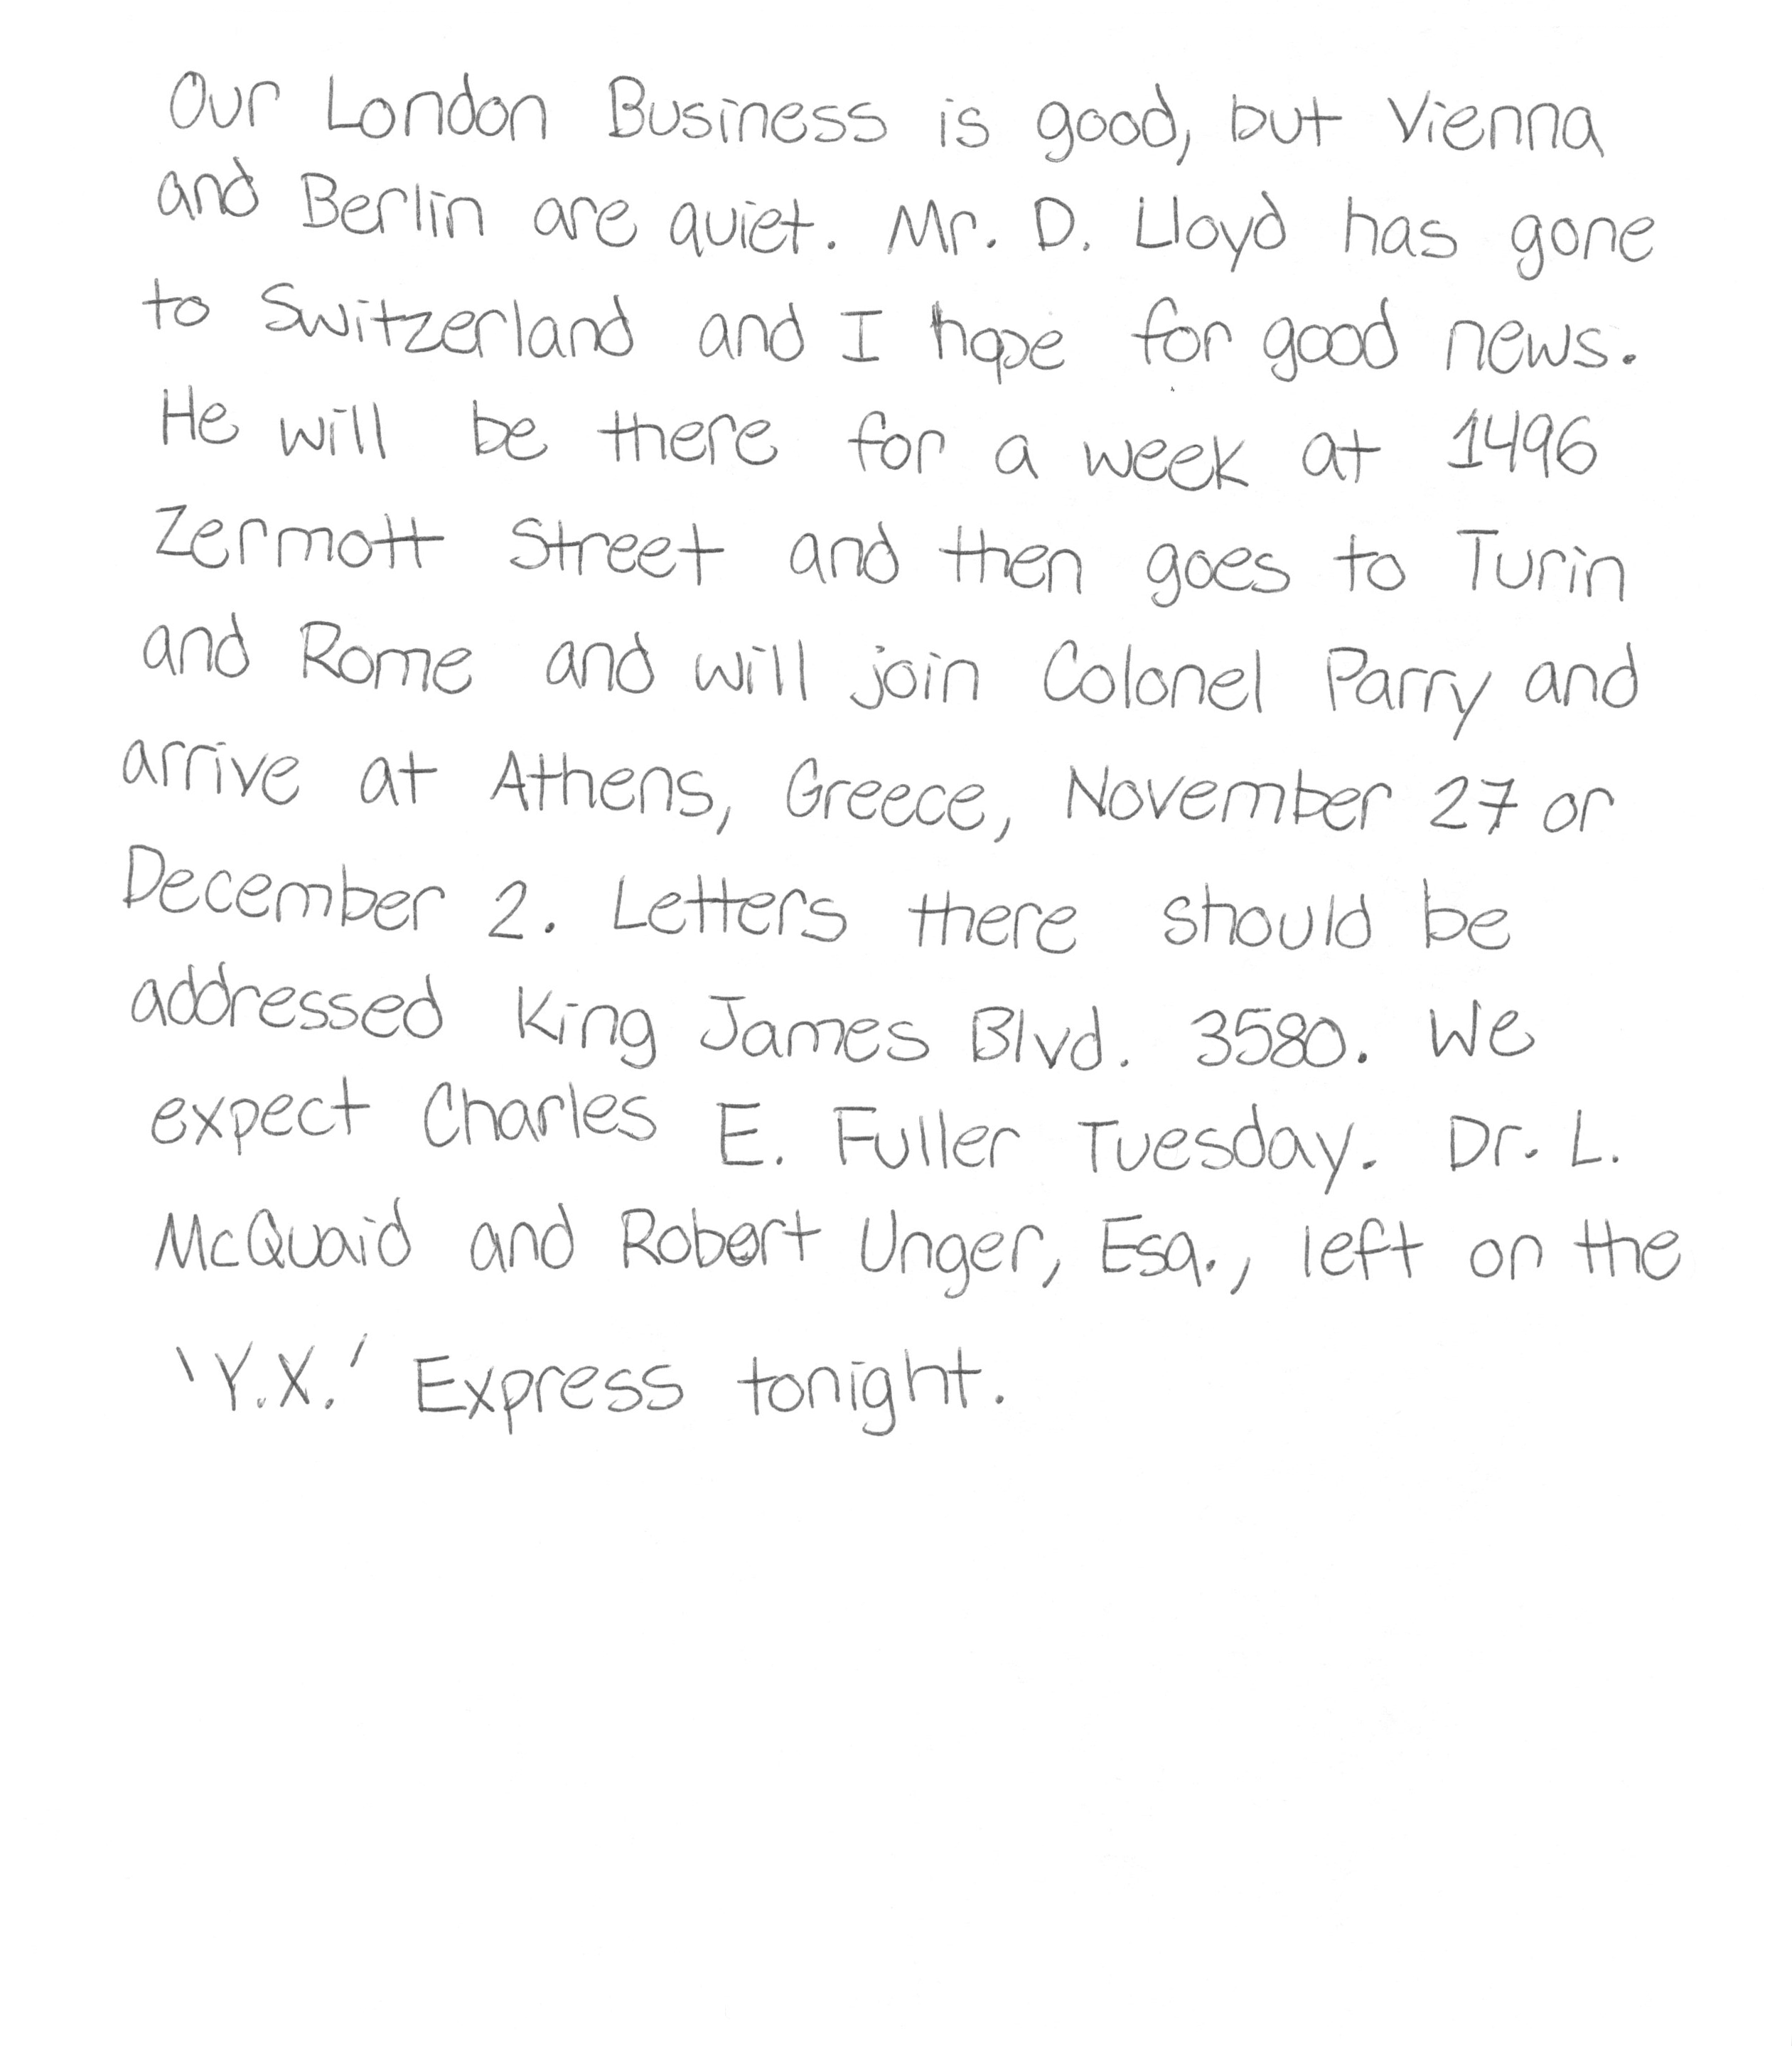 Our London Business is good, but Vienna
and Berlin are quiet. Mr. D. Lloyd has gone
to Switzerland and I hope for good news.
He will be there for a week at 1496
Zermott Street and then goes to Turin
and Rome and will join Colonel Parry and
arrive at Athens, Greece, November 27 or
December 2. Letters there should be
addressed King James Blvd. 3580. We
expect Charles E. Fuller Tuesday. Dr. L.
McQuaid and Robert Unger, Esq., left on the
'Y.X.' Express tonight.